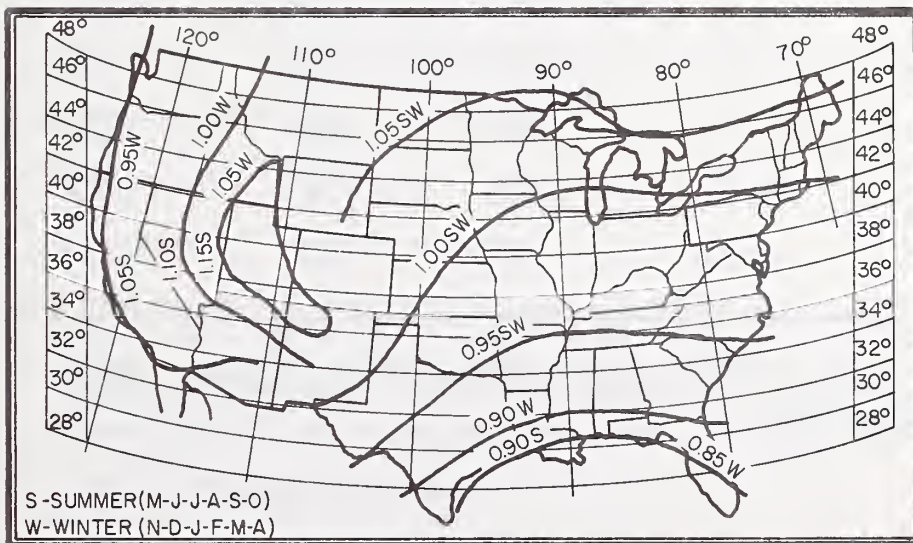 48°
120°
110°
100°
90°
80°
70°
48°
46°
46°
44°
44°
42°
42°
40°
40°
38°
38°
36°
36°
34°
34°
32°
32°
30°
30°
28°
28°
0.95W
1.00W
1.05W
1.05SW
1.00SW
1.05S
1.10S
1.15S
0.95SW
0.90W
0.90S
0.85W
S-SUMMER(M-J-J-A-S-O)
W-WINTER (N-D-J-F-M-A)